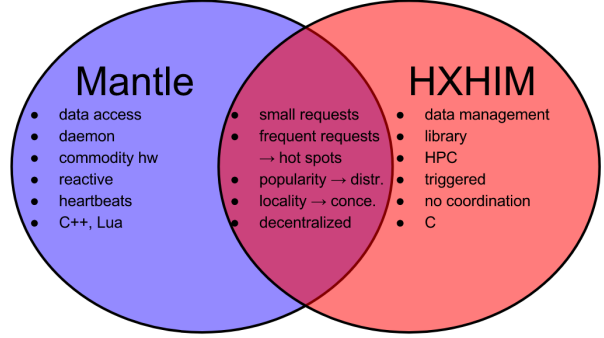 Mantle
● data access
● daemon
● commodity hw
● reactive
● heartbeats
● C++, Lua
● small requests
● frequent requests
→ hot spots
● popularity → distr.
● locality → conce.
● decentralized
HXHIM
● data management
● library
● HPC
● triggered
● no coordination
● C